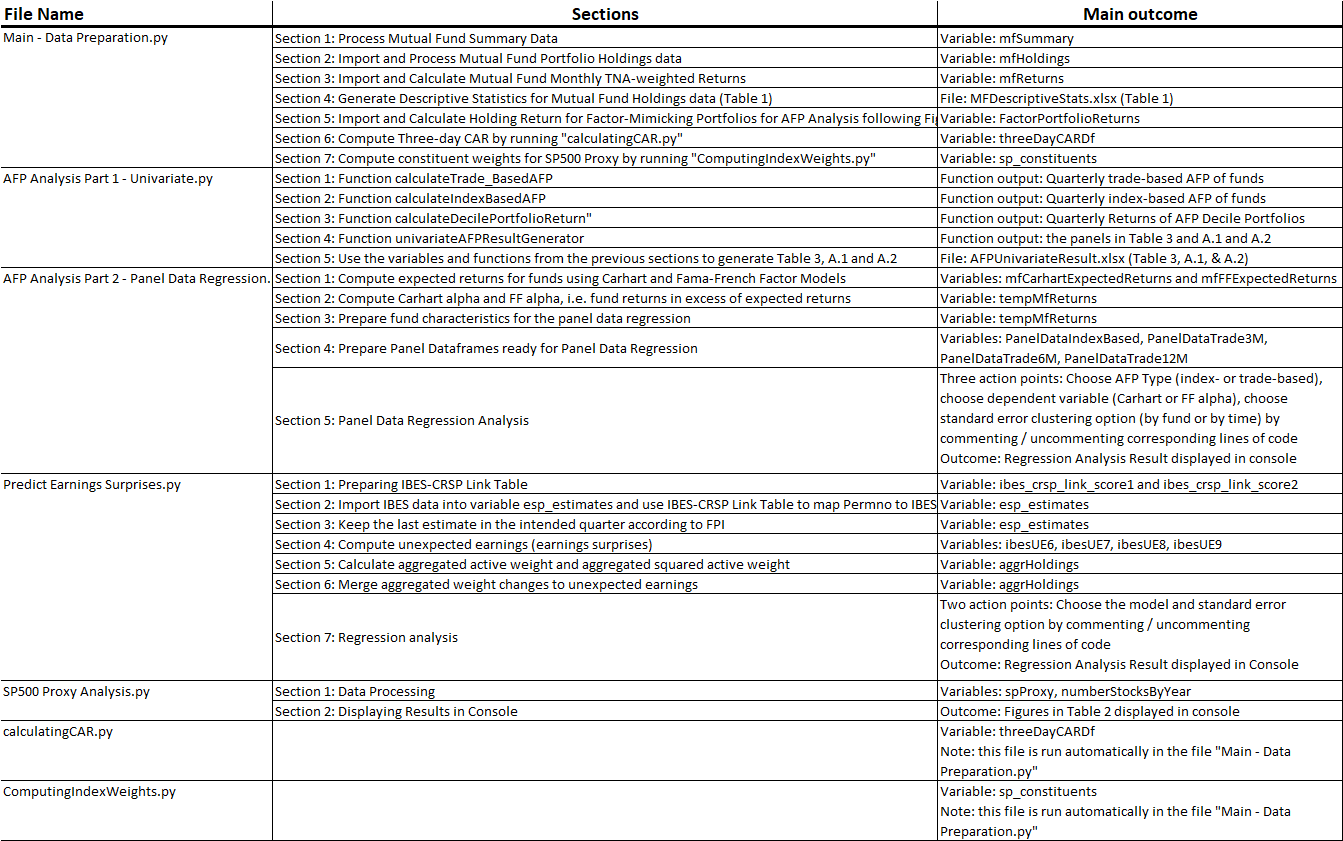 File Name Sections Main outcome
Main - Data Preparation.py Section 1: Process Mutual Fund Summary Data Variable: mfSummary
Section 2: Import and Process Mutual Fund Portfolio Holdings data Variable: mfHoldings
Section 3: Import and Calculate Mutual Fund Monthly TNA-weighted Returns Variable: mfReturns
Section 4: Generate Descriptive Statistics for Mutual Fund Holdings data (Table 1) File: MFDescriptiveStats.xlsx (Table 1)
Section 5: Import and Calculate Holding Return for Factor-Mimicking Portfolios for AFP Analysis following Fi Variable: FactorPortfolioReturns
Section 6: Compute Three-day CAR by running "calculatingCAR.py" Variable: threeDayCARDf
Section 7: Compute constituent weights for SP500 Proxy by running "ComputingIndexWeights.py" Variable: sp_constituents
AFP Analysis Part 1 - Univariate.py Section 1: Function calculateTrade_BasedAFP Function output: Quarterly trade-based AFP of funds
Section 2: Function calculateIndexBasedAFP Function output: Quarterly index-based AFP of funds
Section 3: Function calculateDecilePortfolioReturn" Function output: Quarterly Returns of AFP Decile Portfolios
Section 4: Function univariateAFPResultGenerator Function output: the panels in Table 3 and A.1 and A.2
Section 5: Use the variables and functions from the previous sections to generate Table 3, A.1 and A.2 File: AFPUnivariateResult.xlsx (Table 3, A.1, & A.2)
AFP Analysis Part 2 - Panel Data Regression. Section 1: Compute expected returns for funds using Carhart and Fama-French Factor Models Variables: mfCarhartExpectedReturns and mfFFExpectedReturns
Section 2: Compute Carhart alpha and FF alpha, i.e. fund returns in excess of expected returns Variable: tempMfReturns
Section 3: Prepare fund characteristics for the panel data regression Variable: tempMfReturns
Section 4: Prepare Panel Dataframes ready for Panel Data Regression
Variables: PanelDataIndexBased, PanelDataTrade3M,
PanelDataTrade6M, PanelDataTrade12M
Section 5: Panel Data Regression Analysis
Three action points: Choose AFP Type (index- or trade-based),
choose dependent variable (Carhart or FF alpha), choose
standard error clustering option (by fund or by time) by
commenting / uncommenting corresponding lines of code
Outcome: Regression Analysis Result displayed in console
Predict Earnings Surprises.py Section 1: Preparing IBES-CRSP Link Table Variable: ibes_crsp_link_score1 and ibes_crsp_link_score2
Section 2: Import IBES data into variable esp_estimates and use IBES-CRSP Link Table to map Permno to IBES Variable: esp_estimates
Section 3: Keep the last estimate in the intended quarter according to FPI Variable: esp_estimates
Section 4: Compute unexpected earnings (earnings surprises) Variables: ibesUE6, ibesUE7, ibesUE8, ibesUE9
Section 5: Calculate aggregated active weight and aggregated squared active weight Variable: aggrHoldings
Section 6: Merge aggregated weight changes to unexpected earnings Variable: aggrHoldings
Section 7: Regression analysis
Two action points: Choose the model and standard error
clustering option by commenting / uncommenting
corresponding lines of code
Outcome: Regression Analysis Result displayed in Console
SP500 Proxy Analysis.py Section 1: Data Processing Variables: spProxy, numberStocksByYear
Section 2: Displaying Results in Console Outcome: Figures in Table 2 displayed in console
calculatingCAR.py Variable: threeDayCARDf
Note: this file is run automatically in the file "Main - Data
Preparation.py"
ComputingIndexWeights.py Variable: sp_constituents
Note: this file is run automatically in the file "Main - Data
Preparation.py"